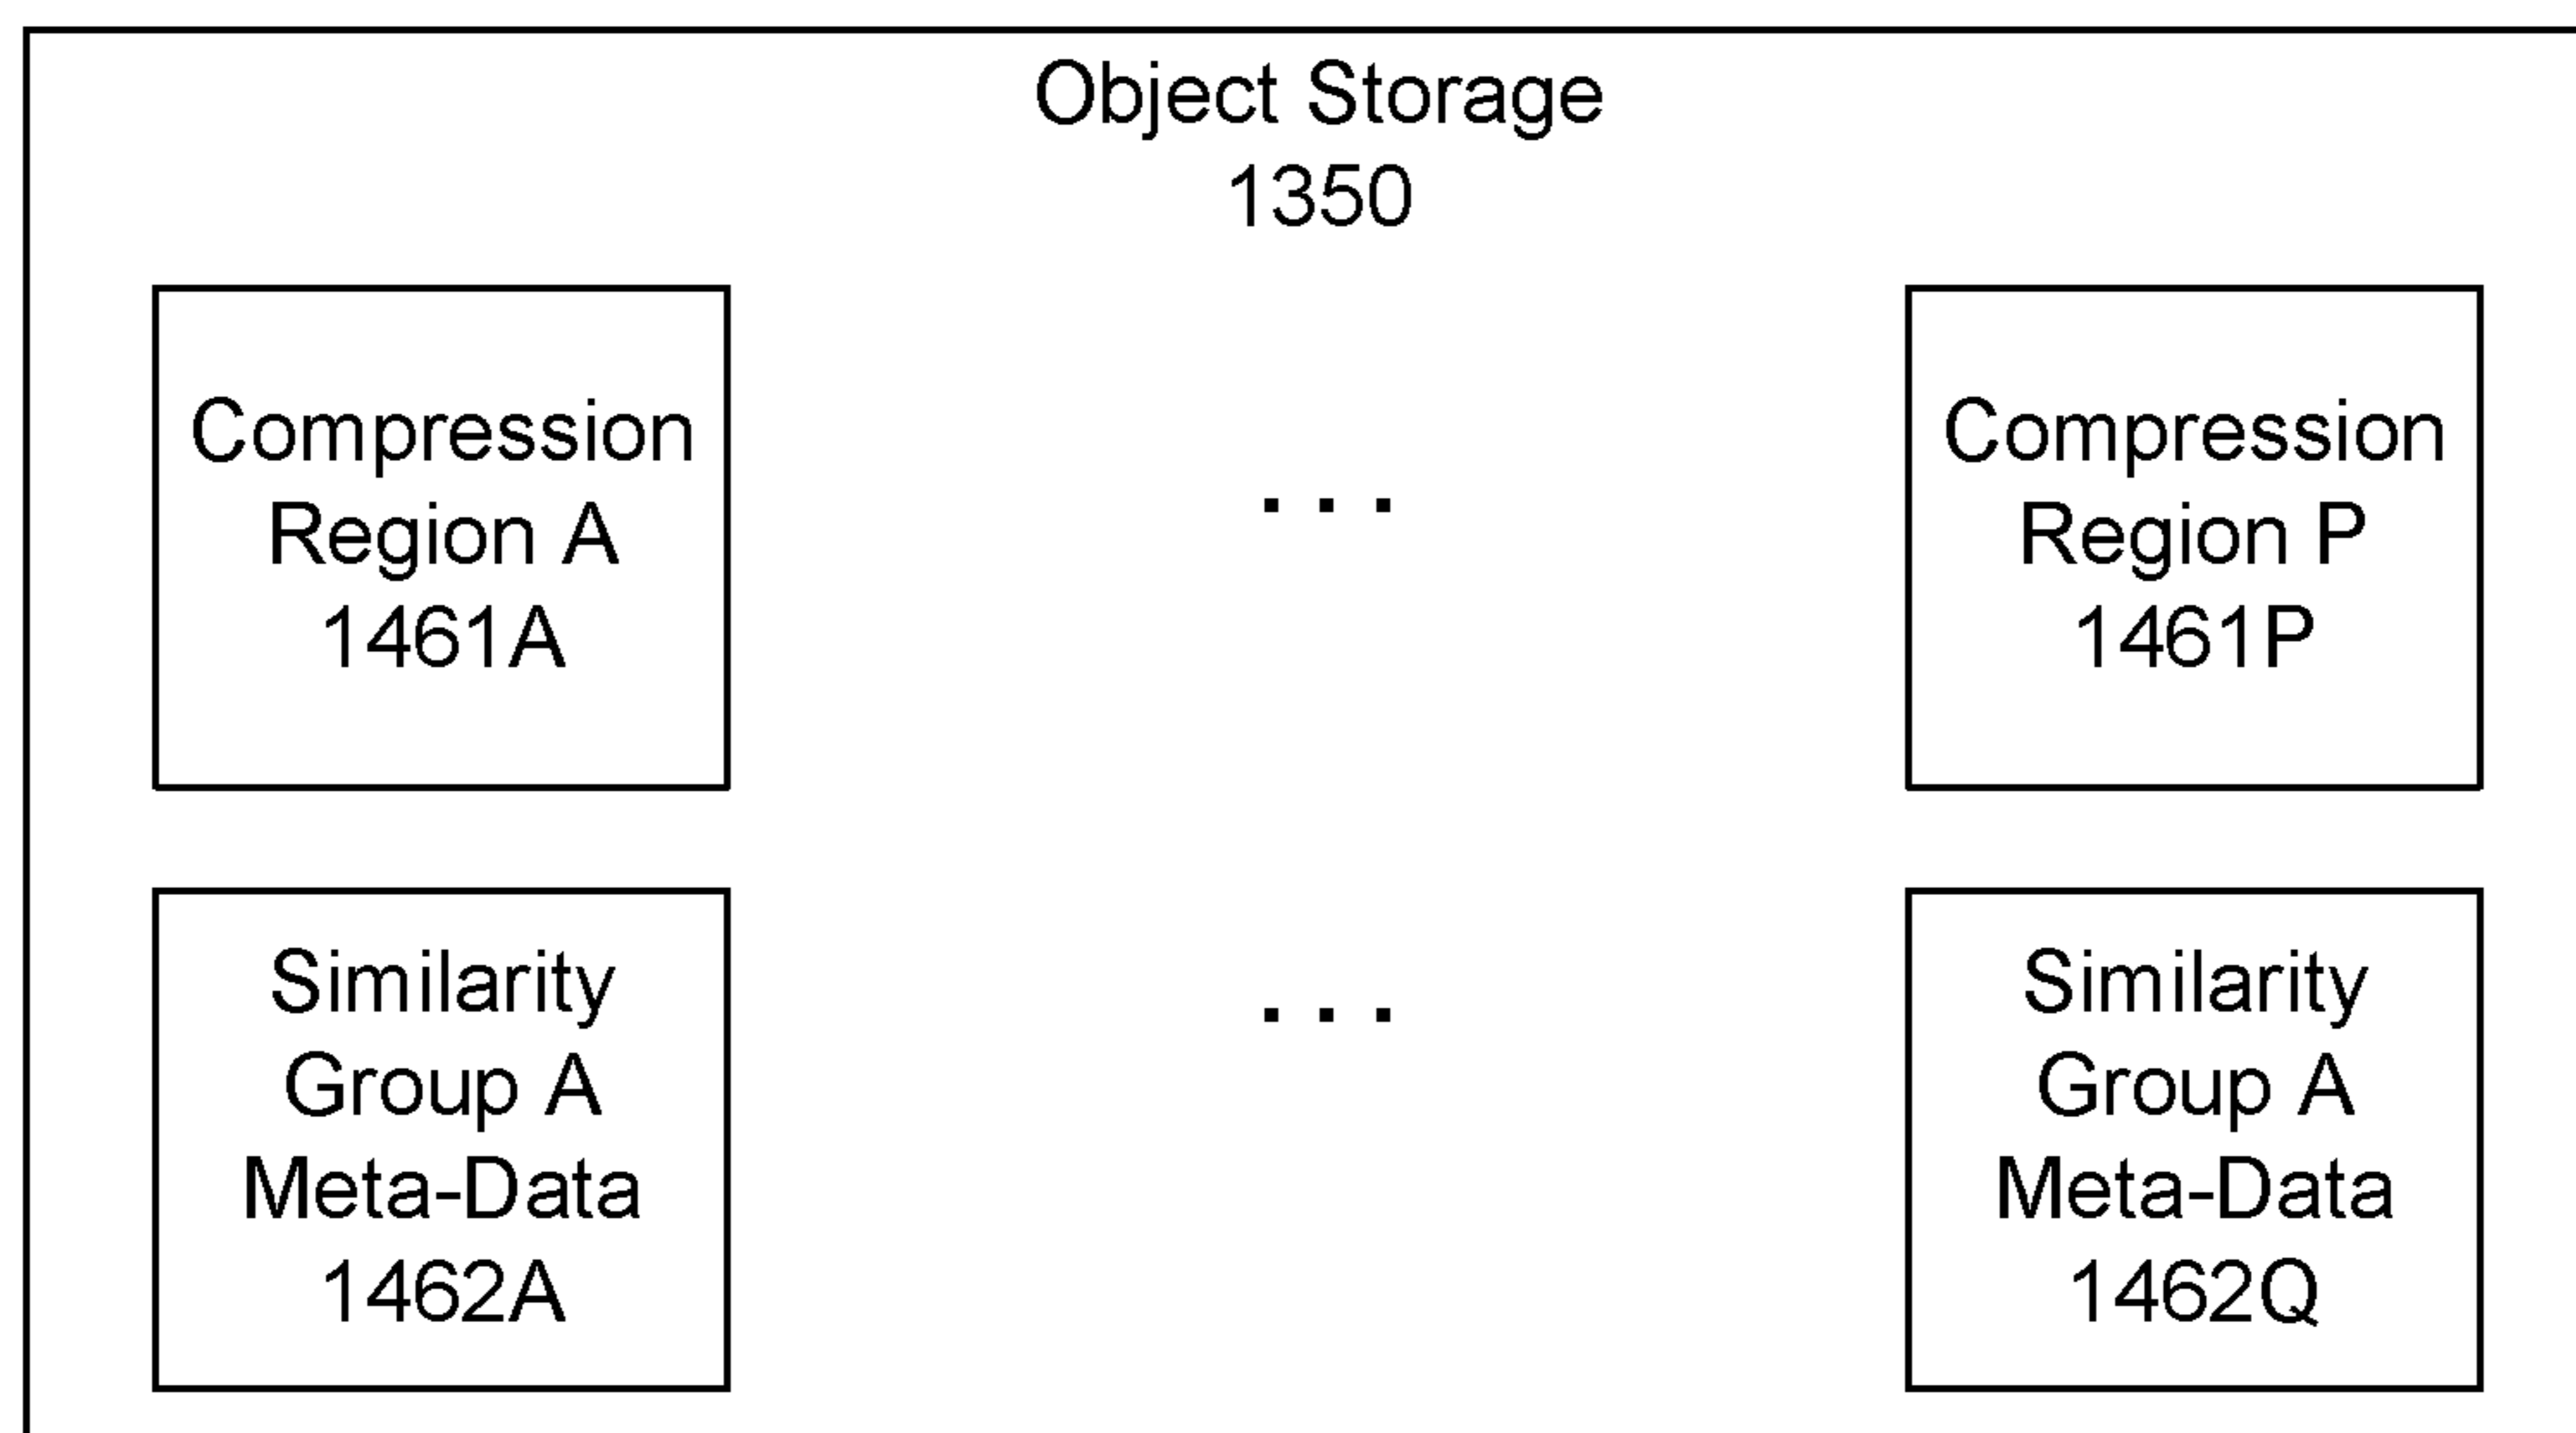 Object Storage
1350
Compression
Region A
1461A
. . .
Compression
Region P
1461P
Similarity
Group A
Meta-Data
1462A
. . .
Similarity
Group A
Meta-Data
1462Q